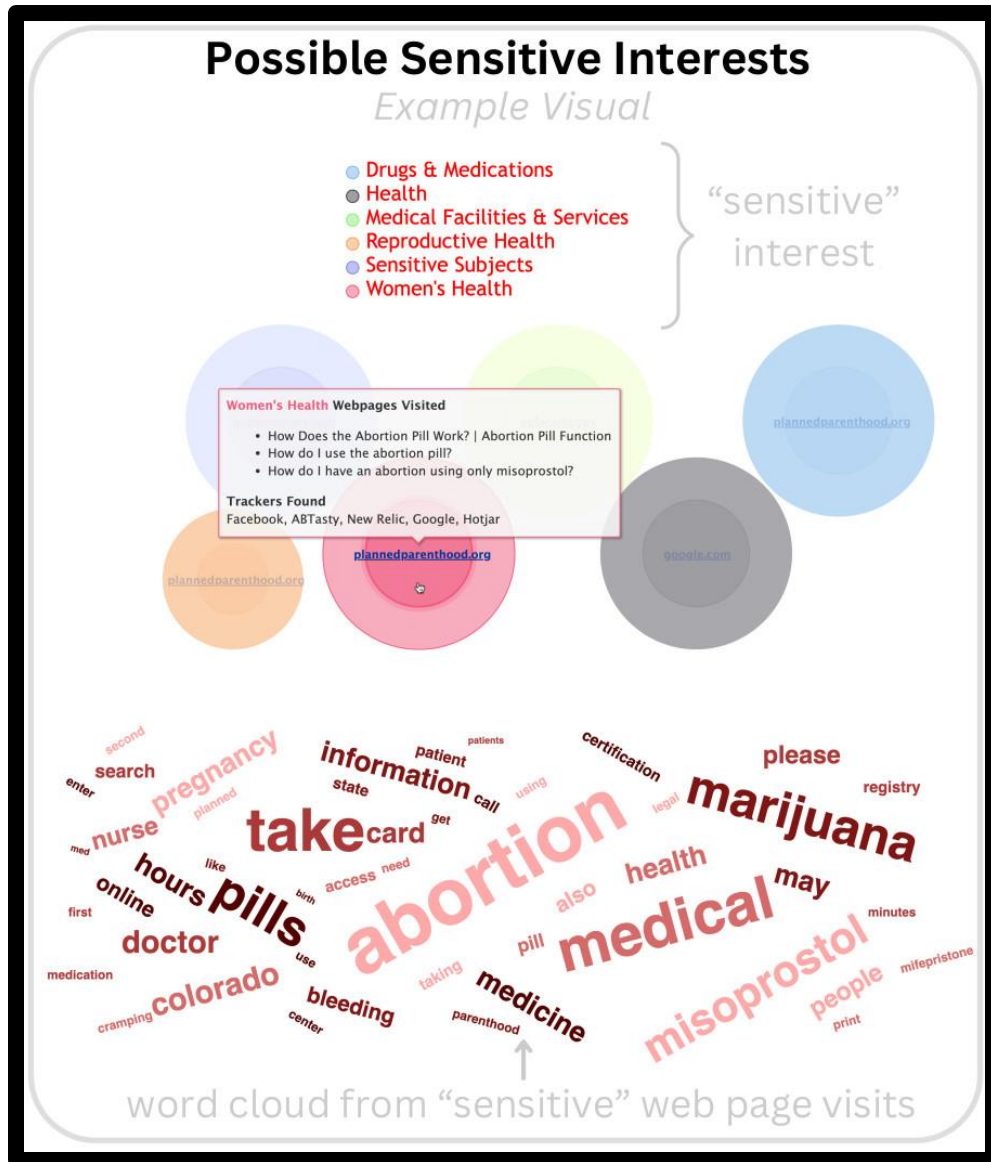 Possible Sensitive Interests
Example Visual
Drugs & Medications
Health
Medical Facilities & Services
Reproductive Health
Sensitive Subjects
Women's Health
“sensitive”
interest
Women's Health Webpages Visited
• How Does the Abortion Pill Work? | Abortion Pill Function
• How do I use the abortion pill?
• How do I have an abortion using only misoprostol?
Trackers Found
Facebook, ABTasty, New Relic, Google, Hotjar
plannedparenthood.org
plannedparenthood.org
plannedparenthood.org
google.com
second
search
enter
pregnancy
planned
nurse
med
information
patient
patients
state
call
using
certification
please
registry
legal
marijuana
take
card
get
like
hours
pills
online
access
need
birth
abortion
also
health
may
first
doctor
use
pill
medical
minutes
medication
colorado
cramping
bleeding
center
taking
medicine
parenthood
misoprostol
people
mifepristone
print
word cloud from “sensitive” web page visits